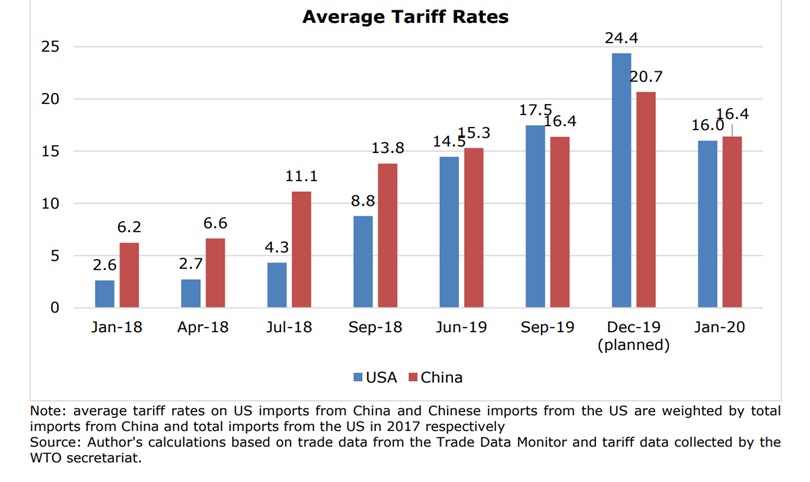 Average Tariff Rates
25
20
15
10
5
0
2.6
6.2
2.7
6.6
4.3
11.1
8.8
13.8
14.5
15.3
17.5
16.4
24.4
20.7
16.0
16.4
Jan-18
Apr-18
Jul-18
Sep-18
Jun-19
Sep-19
Dec-19
(planned)
Jan-20
USA
China
Note: average tariff rates on US imports from China and Chinese imports from the US are weighted by total
imports from China and total imports from the US in 2017 respectively
Source: Author's calculations based on trade data from the Trade Data Monitor and tariff data collected by the
WTO secretariat.